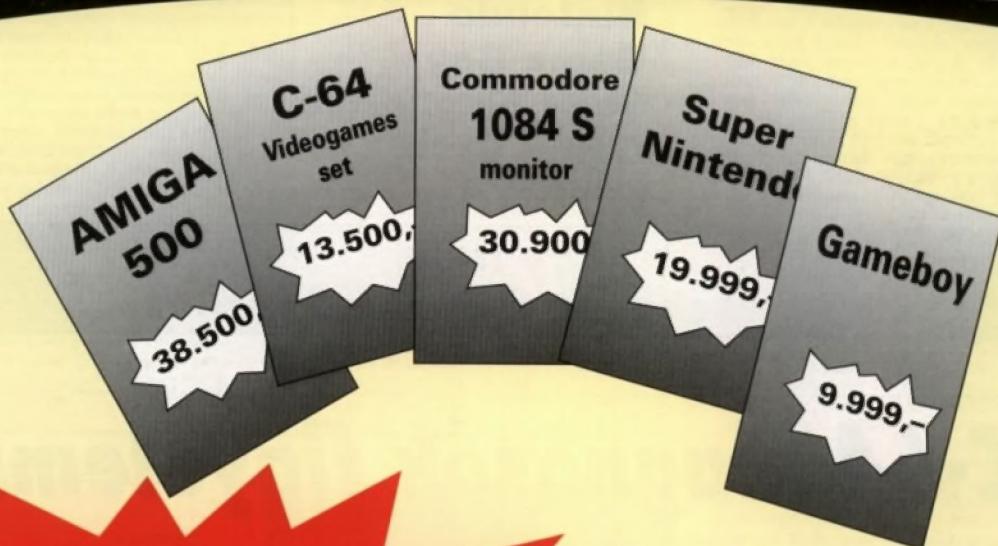 AMIGA
500
38.500,
C-64
Videogames
set
13.500,
Commodore
1084 S
monitor
30.900
Super
Nintendo
19.999,-
Gameboy
9.999,-